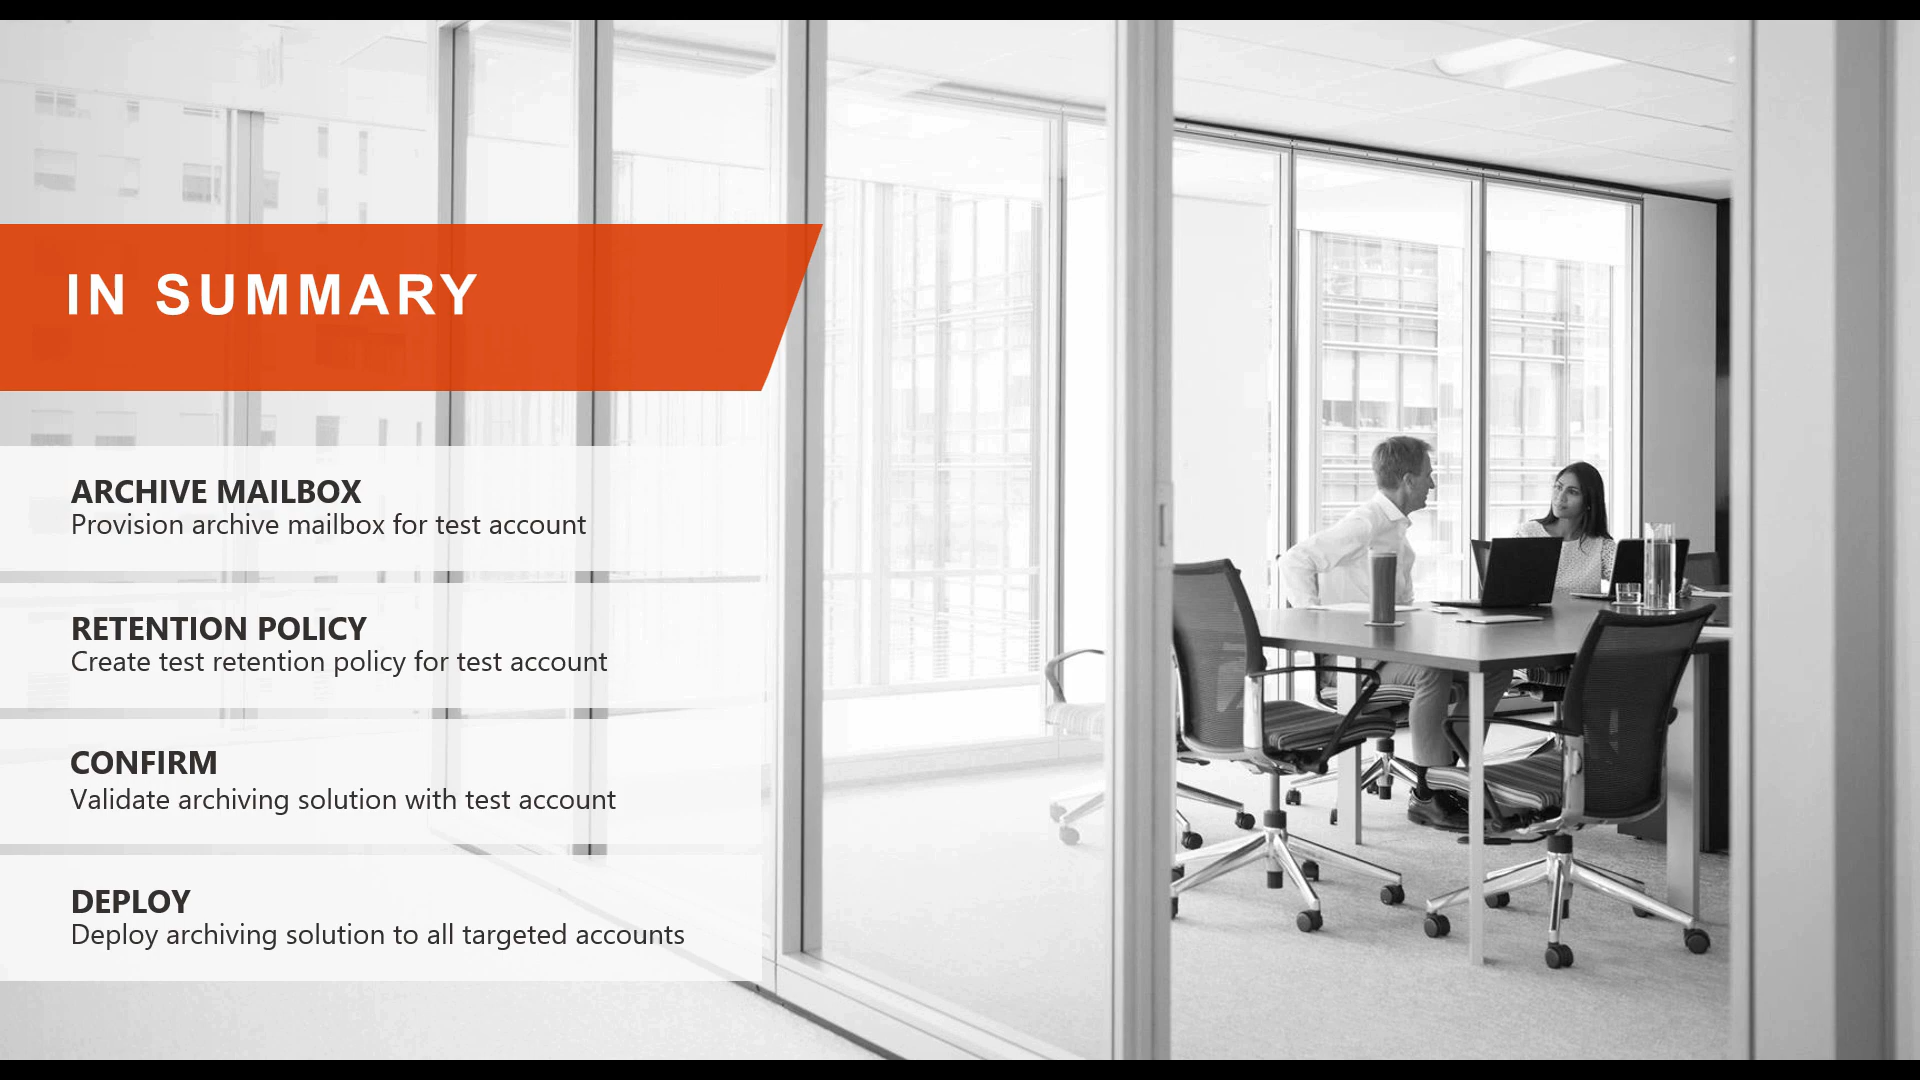 IN SUMMARY
ARCHIVE MAILBOX
Provision archive mailbox for test account
RETENTION POLICY
Create test retention policy for test account
CONFIRM
Validate archiving solution with test account
DEPLOY
Deploy archiving solution to all targeted accounts